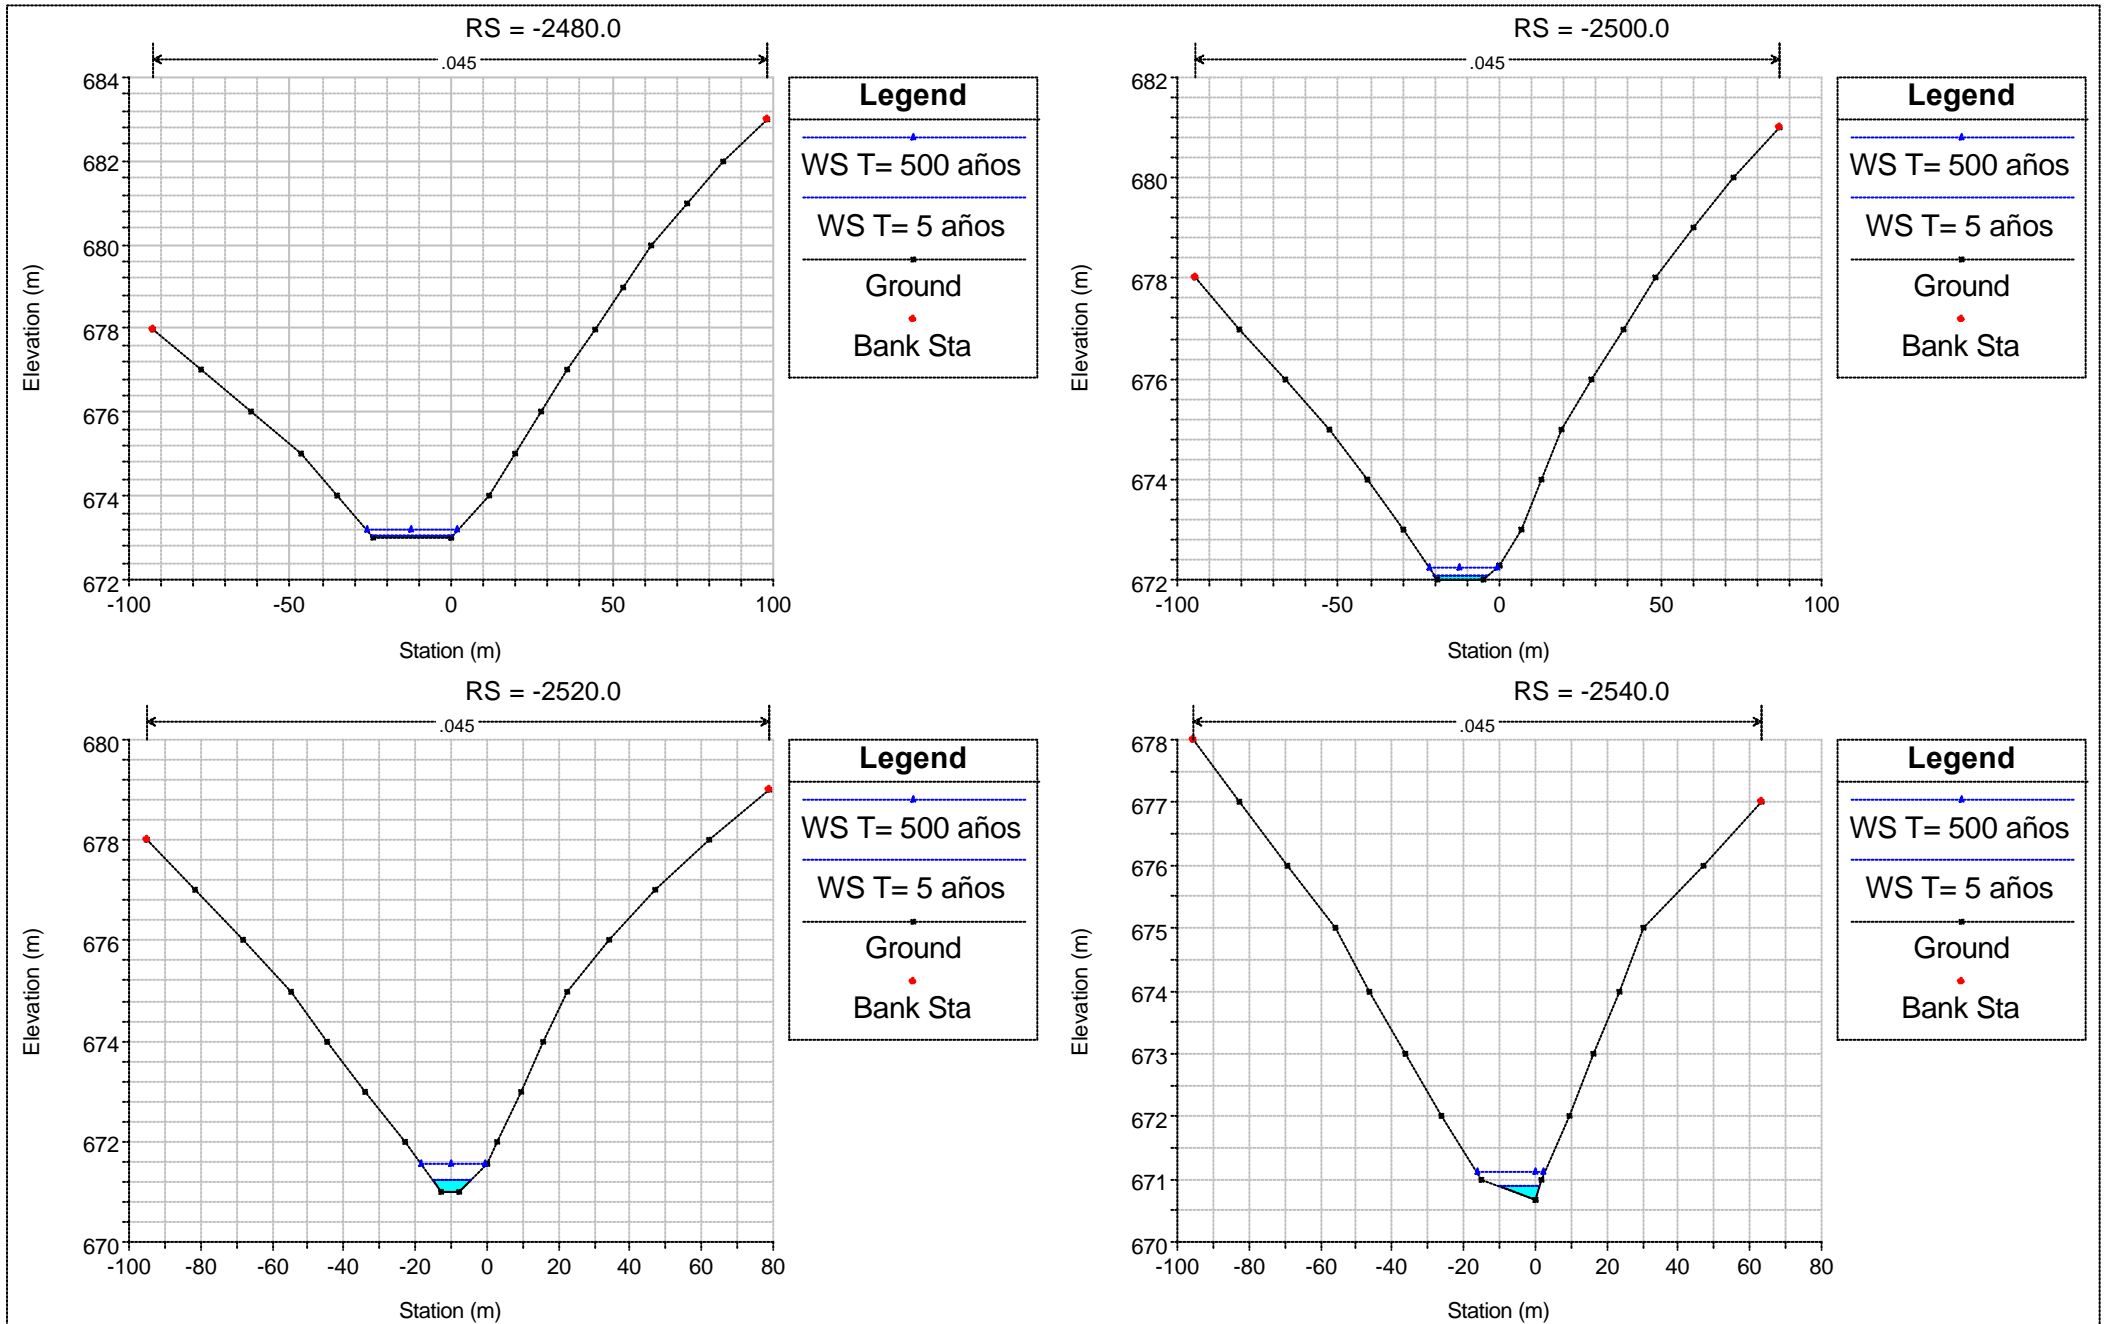 RS = -2480.0
.045
Elevation (m)
684
682
680
678
676
674
672
-100
-50
0
50
100
Station (m)
Legend
WS T= 500 años
WS T= 5 años
Ground
Bank Sta
RS = -2500.0
.045
Elevation (m)
682
680
678
676
674
672
-100
-50
0
50
100
Station (m)
Legend
WS T= 500 años
WS T= 5 años
Ground
Bank Sta
RS = -2520.0
.045
Elevation (m)
680
678
676
674
672
670
-100
-80
-60
-40
-20
0
20
40
60
80
Station (m)
Legend
WS T= 500 años
WS T= 5 años
Ground
Bank Sta
RS = -2540.0
.045
Elevation (m)
678
677
676
675
674
673
672
671
670
-100
-80
-60
-40
-20
0
20
40
60
80
Station (m)
Legend
WS T= 500 años
WS T= 5 años
Ground
Bank Sta